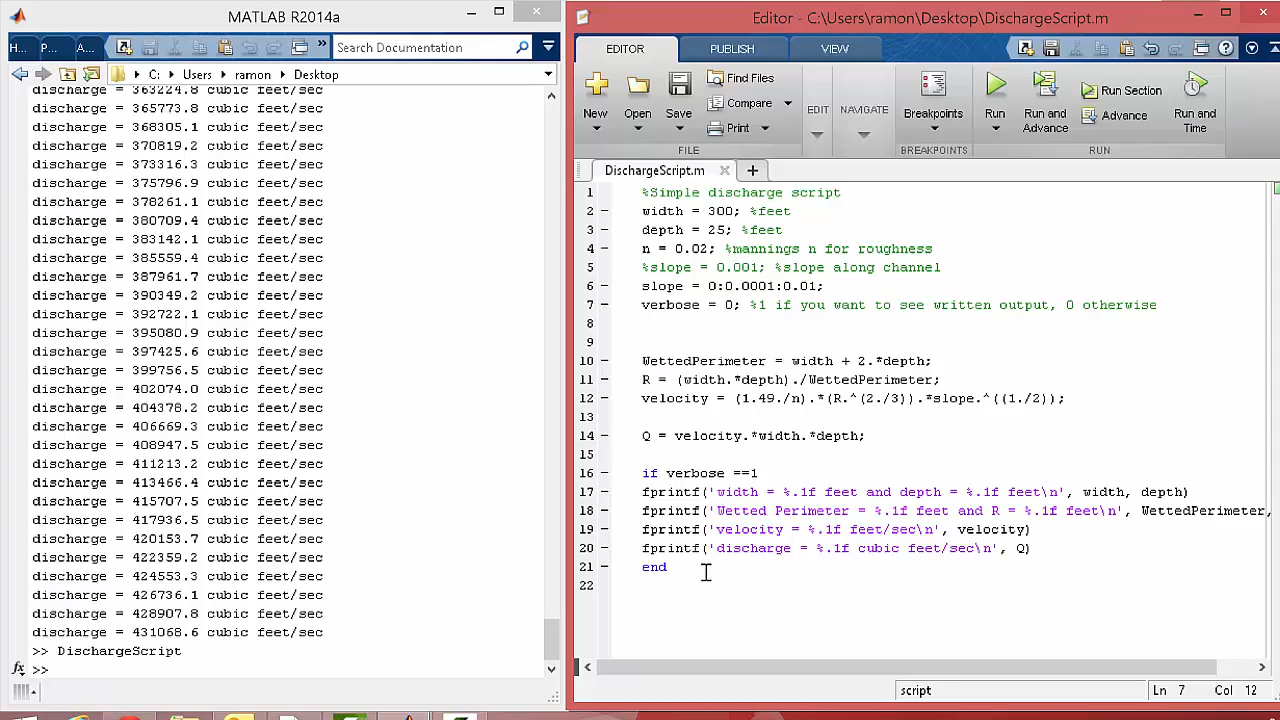 MATLAB R2014a
H... P... A... Search Documentation
C: Users ramon Desktop
discharge = 363224.8 cubic feet/sec
discharge = 365773.8 cubic feet/sec
discharge = 368305.1 cubic feet/sec
discharge = 370819.2 cubic feet/sec
discharge = 373316.3 cubic feet/sec
discharge = 375796.9 cubic feet/sec
discharge = 378261.1 cubic feet/sec
discharge = 380709.4 cubic feet/sec
discharge = 383142.1 cubic feet/sec
discharge = 385559.4 cubic feet/sec
discharge = 387961.7 cubic feet/sec
discharge = 390349.2 cubic feet/sec
discharge = 392722.1 cubic feet/sec
discharge = 395080.9 cubic feet/sec
discharge = 397425.6 cubic feet/sec
discharge = 399756.5 cubic feet/sec
discharge = 402074.0 cubic feet/sec
discharge = 404378.2 cubic feet/sec
discharge = 406669.3 cubic feet/sec
discharge = 408947.5 cubic feet/sec
discharge = 411213.2 cubic feet/sec
discharge = 413466.4 cubic feet/sec
discharge = 415707.5 cubic feet/sec
discharge = 417936.5 cubic feet/sec
discharge = 420153.7 cubic feet/sec
discharge = 422359.2 cubic feet/sec
discharge = 424553.3 cubic feet/sec
discharge = 426736.1 cubic feet/sec
discharge = 428907.8 cubic feet/sec
discharge = 431068.6 cubic feet/sec
>> DischargeScript
fx >>
Editor - C:\Users\ramon\Desktop\DischargeScript.m
EDITOR PUBLISH VIEW
New Open Save Find Files Compare Print EDIT NAVIGATE Breakpoints Run Run and Advance Run Section Advance Run and Time
FILE BREAKPOINTS RUN
DischargeScript.m
1 %Simple discharge script
2 – width = 300; %feet
3 – depth = 25; %feet
4 – n = 0.02; %mannings n for roughness
5 %slope = 0.001; %slope along channel
6 – slope = 0:0.0001:0.01;
7 – verbose = 0; %1 if you want to see written output, 0 otherwise
8
9
10 – WettedPerimeter = width + 2.*depth;
11 – R = (width.*depth)./WettedPerimeter;
12 – velocity = (1.49./n).*(R.^(2./3)).*slope.^((1./2));
13
14 – Q = velocity.*width.*depth;
15
16 – if verbose ==1
17 – fprintf('width = %.1f feet and depth = %.1f feet\n', width, depth)
18 – fprintf('Wetted Perimeter = %.1f feet and R = %.1f feet\n', WettedPerimeter,
19 – fprintf('velocity = %.1f feet/sec\n', velocity)
20 – fprintf('discharge = %.1f cubic feet/sec\n', Q)
21 – end
22
script Ln 7 Col 12